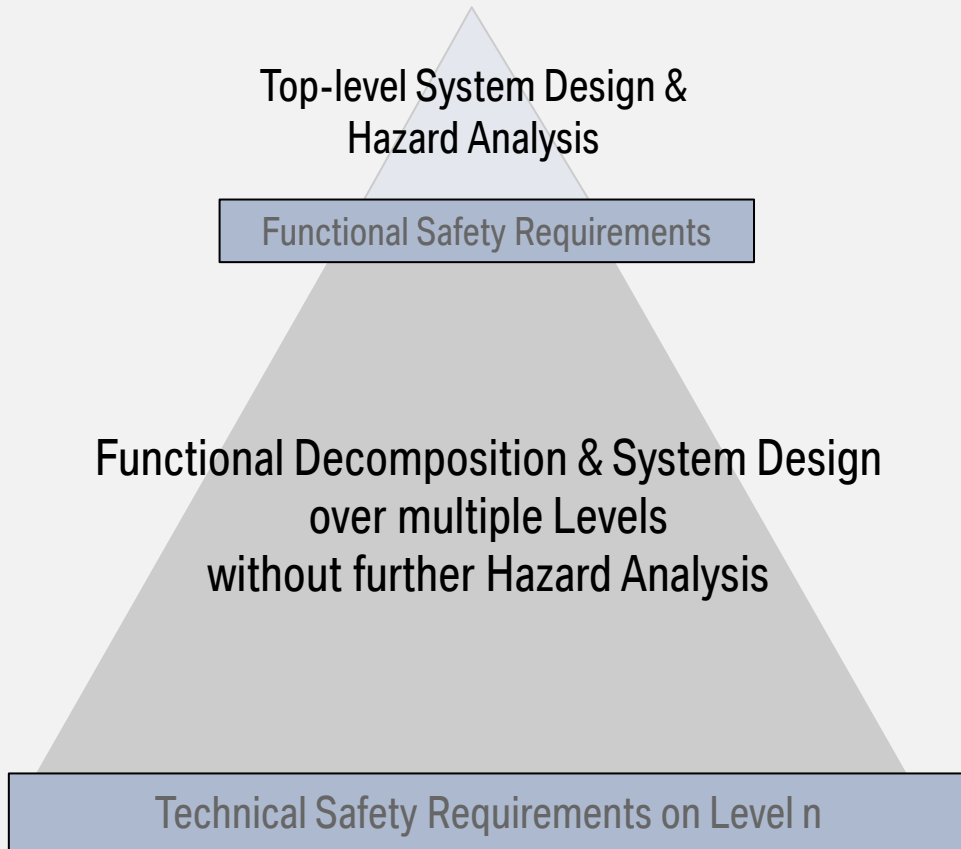 Top-level System Design &
Hazard Analysis
Functional Safety Requirements
Functional Decomposition & System Design
over multiple Levels
without further Hazard Analysis
Technical Safety Requirements on Level n